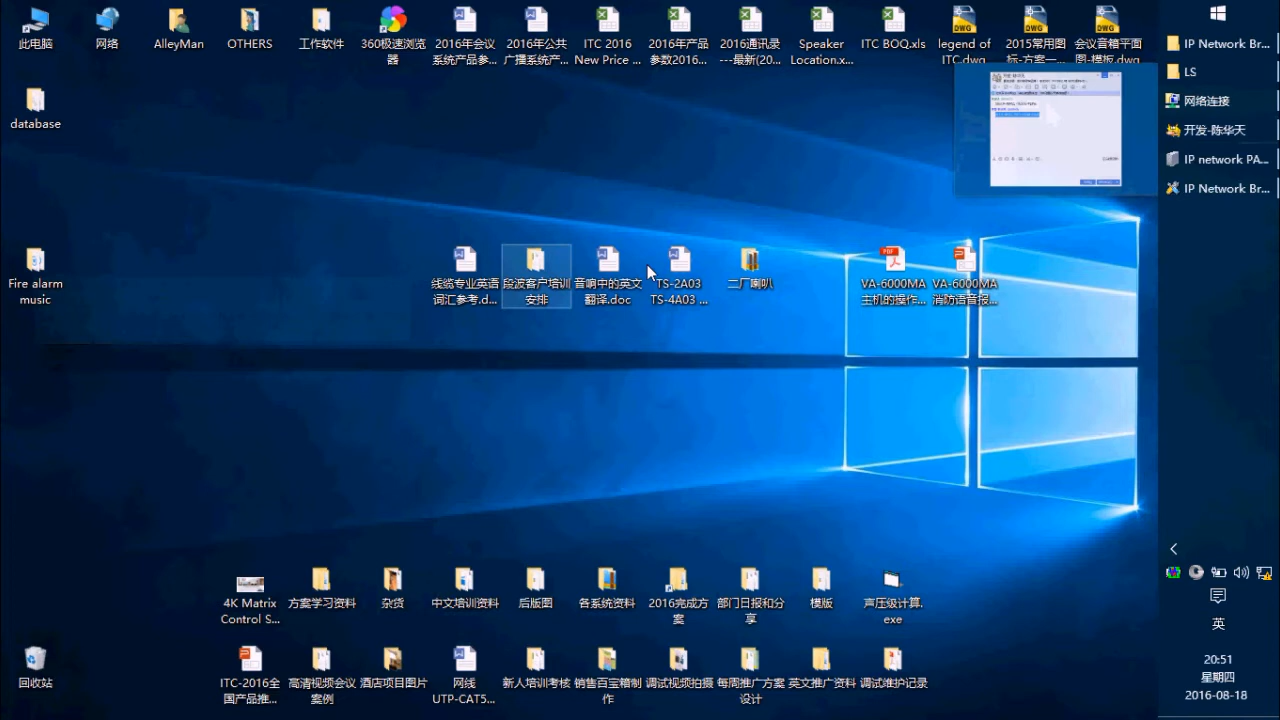 此电脑
网络
AlleyMan
OTHERS
工作软件
360极速浏览
器
2016年会议
系统产品参...
2016年公共
广播系统产...
ITC 2016
New Price ...
2016年产品
参数2016...
2016通讯录
---最新(20...
Speaker
Location.x...
ITC BOQ.xls
legend of
ITC.dwg
2015常用图
标-方案一...
会议音箱平面
图-模板.dwg
database
Fire alarm
music
线缆专业英语
词汇参考.d...
段波客户培训
安排
音响中的英文
翻译.doc
TS-2A03
TS-4A03 ...
二厂喇叭
VA-6000MA
主机的操作...
VA-6000MA
消防语音报...
4K Matrix
Control S...
方案学习资料
杂货
中文培训资料
后版图
各系统资料
2016完成方
案
部门日报和分
享
模版
声压级计算.
exe
回收站
ITC-2016全
国产品推...
高清视频会议
案例
酒店项目图片
网线
UTP-CAT5...
新人培训考核
销售百宝箱制
作
调试视频拍摄
每周推广方案
设计
英文推广资料
调试维护记录
IP Network Br...
LS
网络连接
开发-陈华天
IP network PA...
IP Network Br...
英
20:51
星期四
2016-08-18